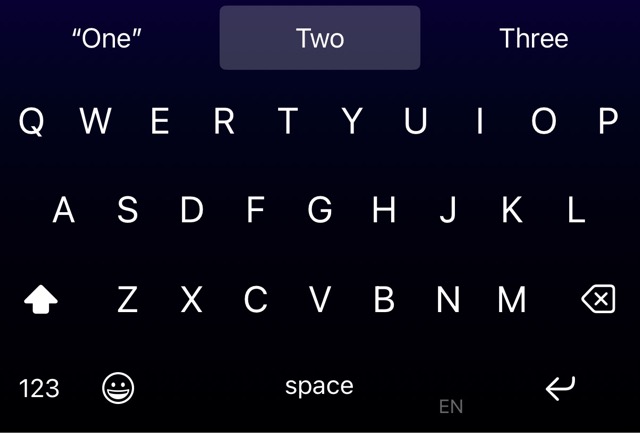 “One” Two Three
Q W E R T Y U I O P
A S D F G H J K L
Z X C V B N M
123 space EN